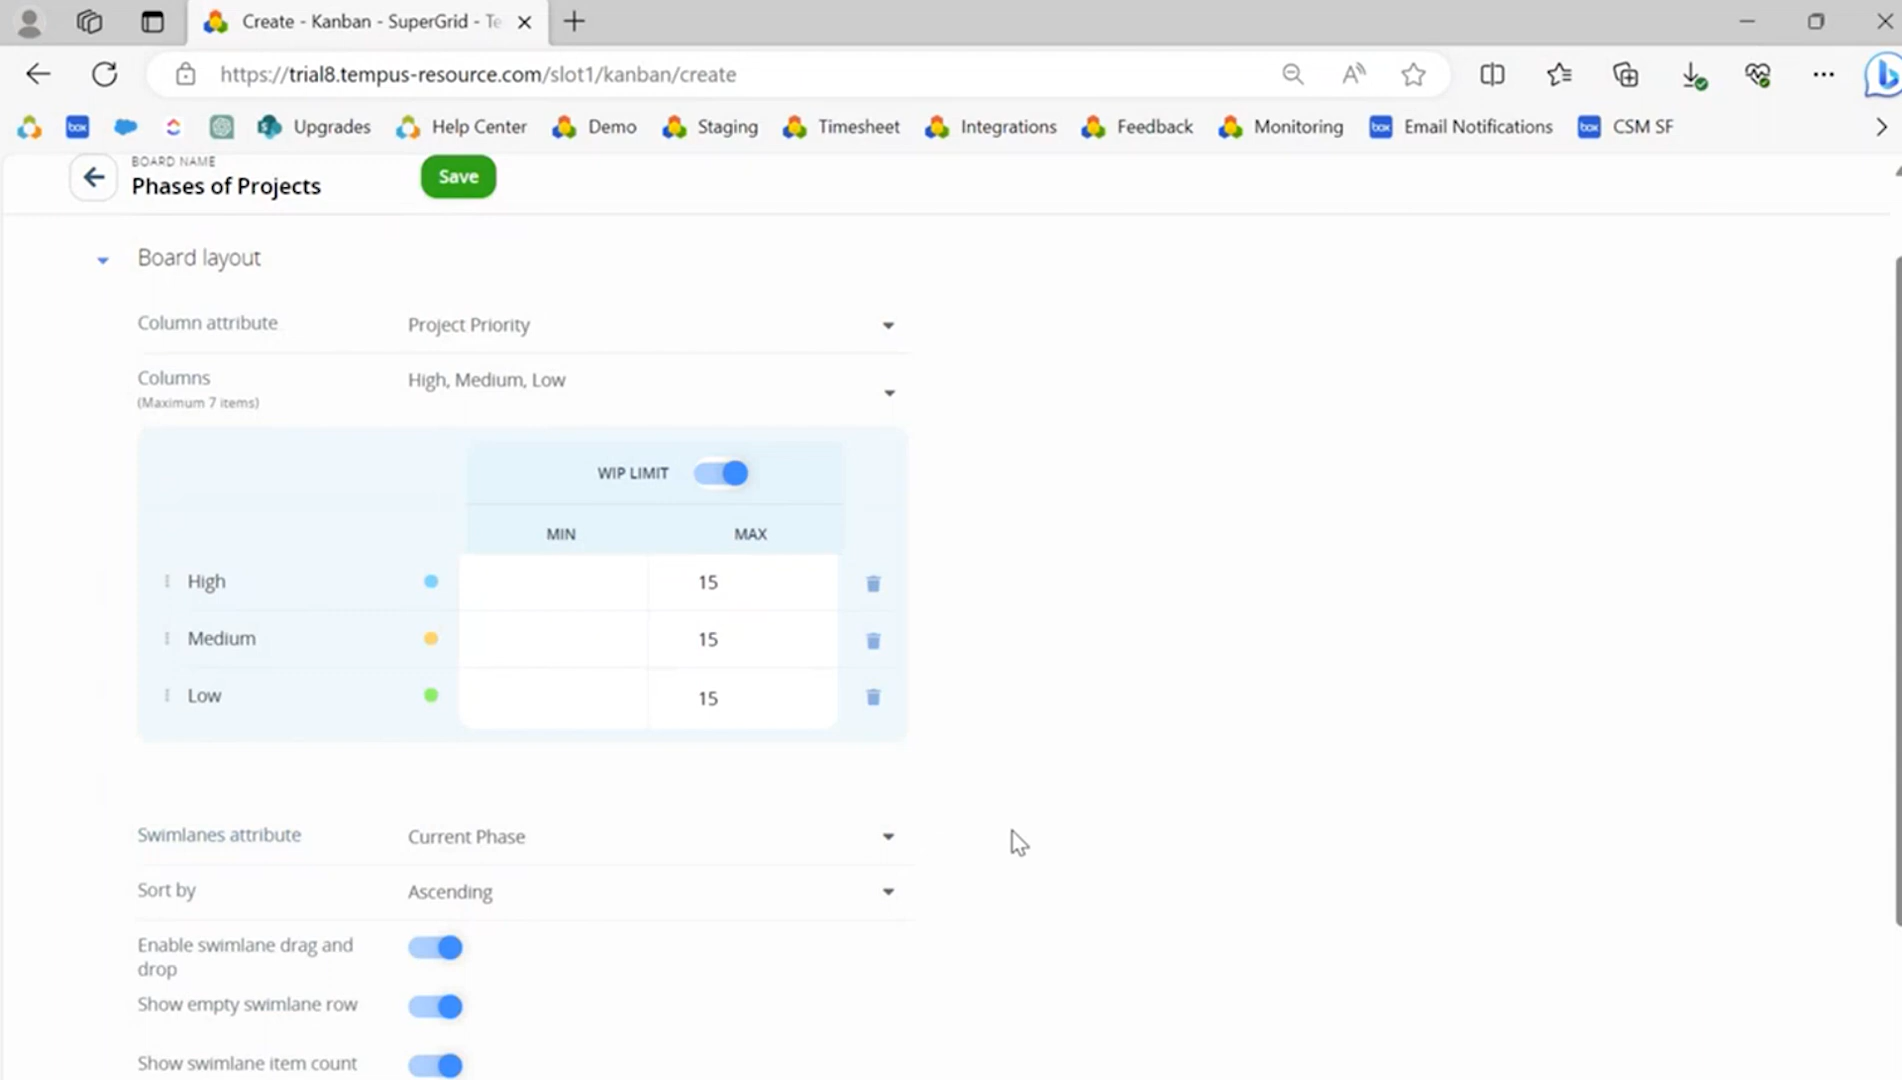 Create - Kanban - SuperGrid - Te
https://trial8.tempus-resource.com/slot1/kanban/create
box Upgrades Help Center Demo Staging Timesheet Integrations Feedback Monitoring box Email Notifications box CSM SF
BOARD NAME
Phases of Projects
Save
Board layout
Column attribute Project Priority
Columns High, Medium, Low
(Maximum 7 items)
WIP LIMIT
MIN MAX
High 15
Medium 15
Low 15
Swimlanes attribute Current Phase
Sort by Ascending
Enable swimlane drag and
drop
Show empty swimlane row
Show swimlane item count